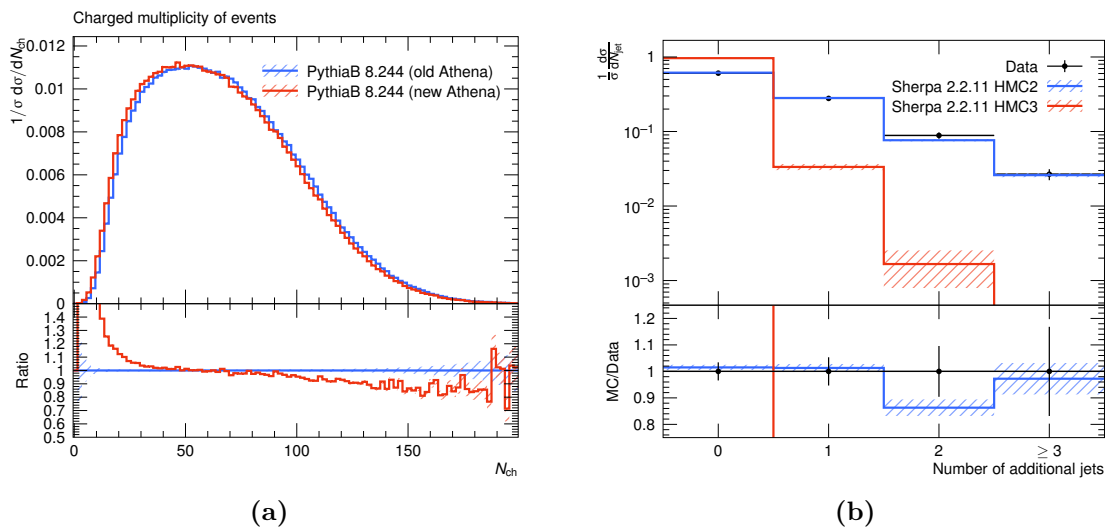 Charged multiplicity of events
1/σ dσ/dN_ch
0.012
0.01
0.008
0.006
0.004
0.002
0
PythiaB 8.244 (old Athena)
PythiaB 8.244 (new Athena)
Ratio
1.4
1.3
1.2
1.1
1.0
0.9
0.8
0.7
0.6
0.5
0 50 100 150
N_ch
(a)
1/σ dσ/dN_jet
1
10^−1
10^−2
10^−3
Data
Sherpa 2.2.11 HMC2
Sherpa 2.2.11 HMC3
MC/Data
1.2
1.1
1
0.9
0.8
0 1 2 ≥ 3
Number of additional jets
(b)